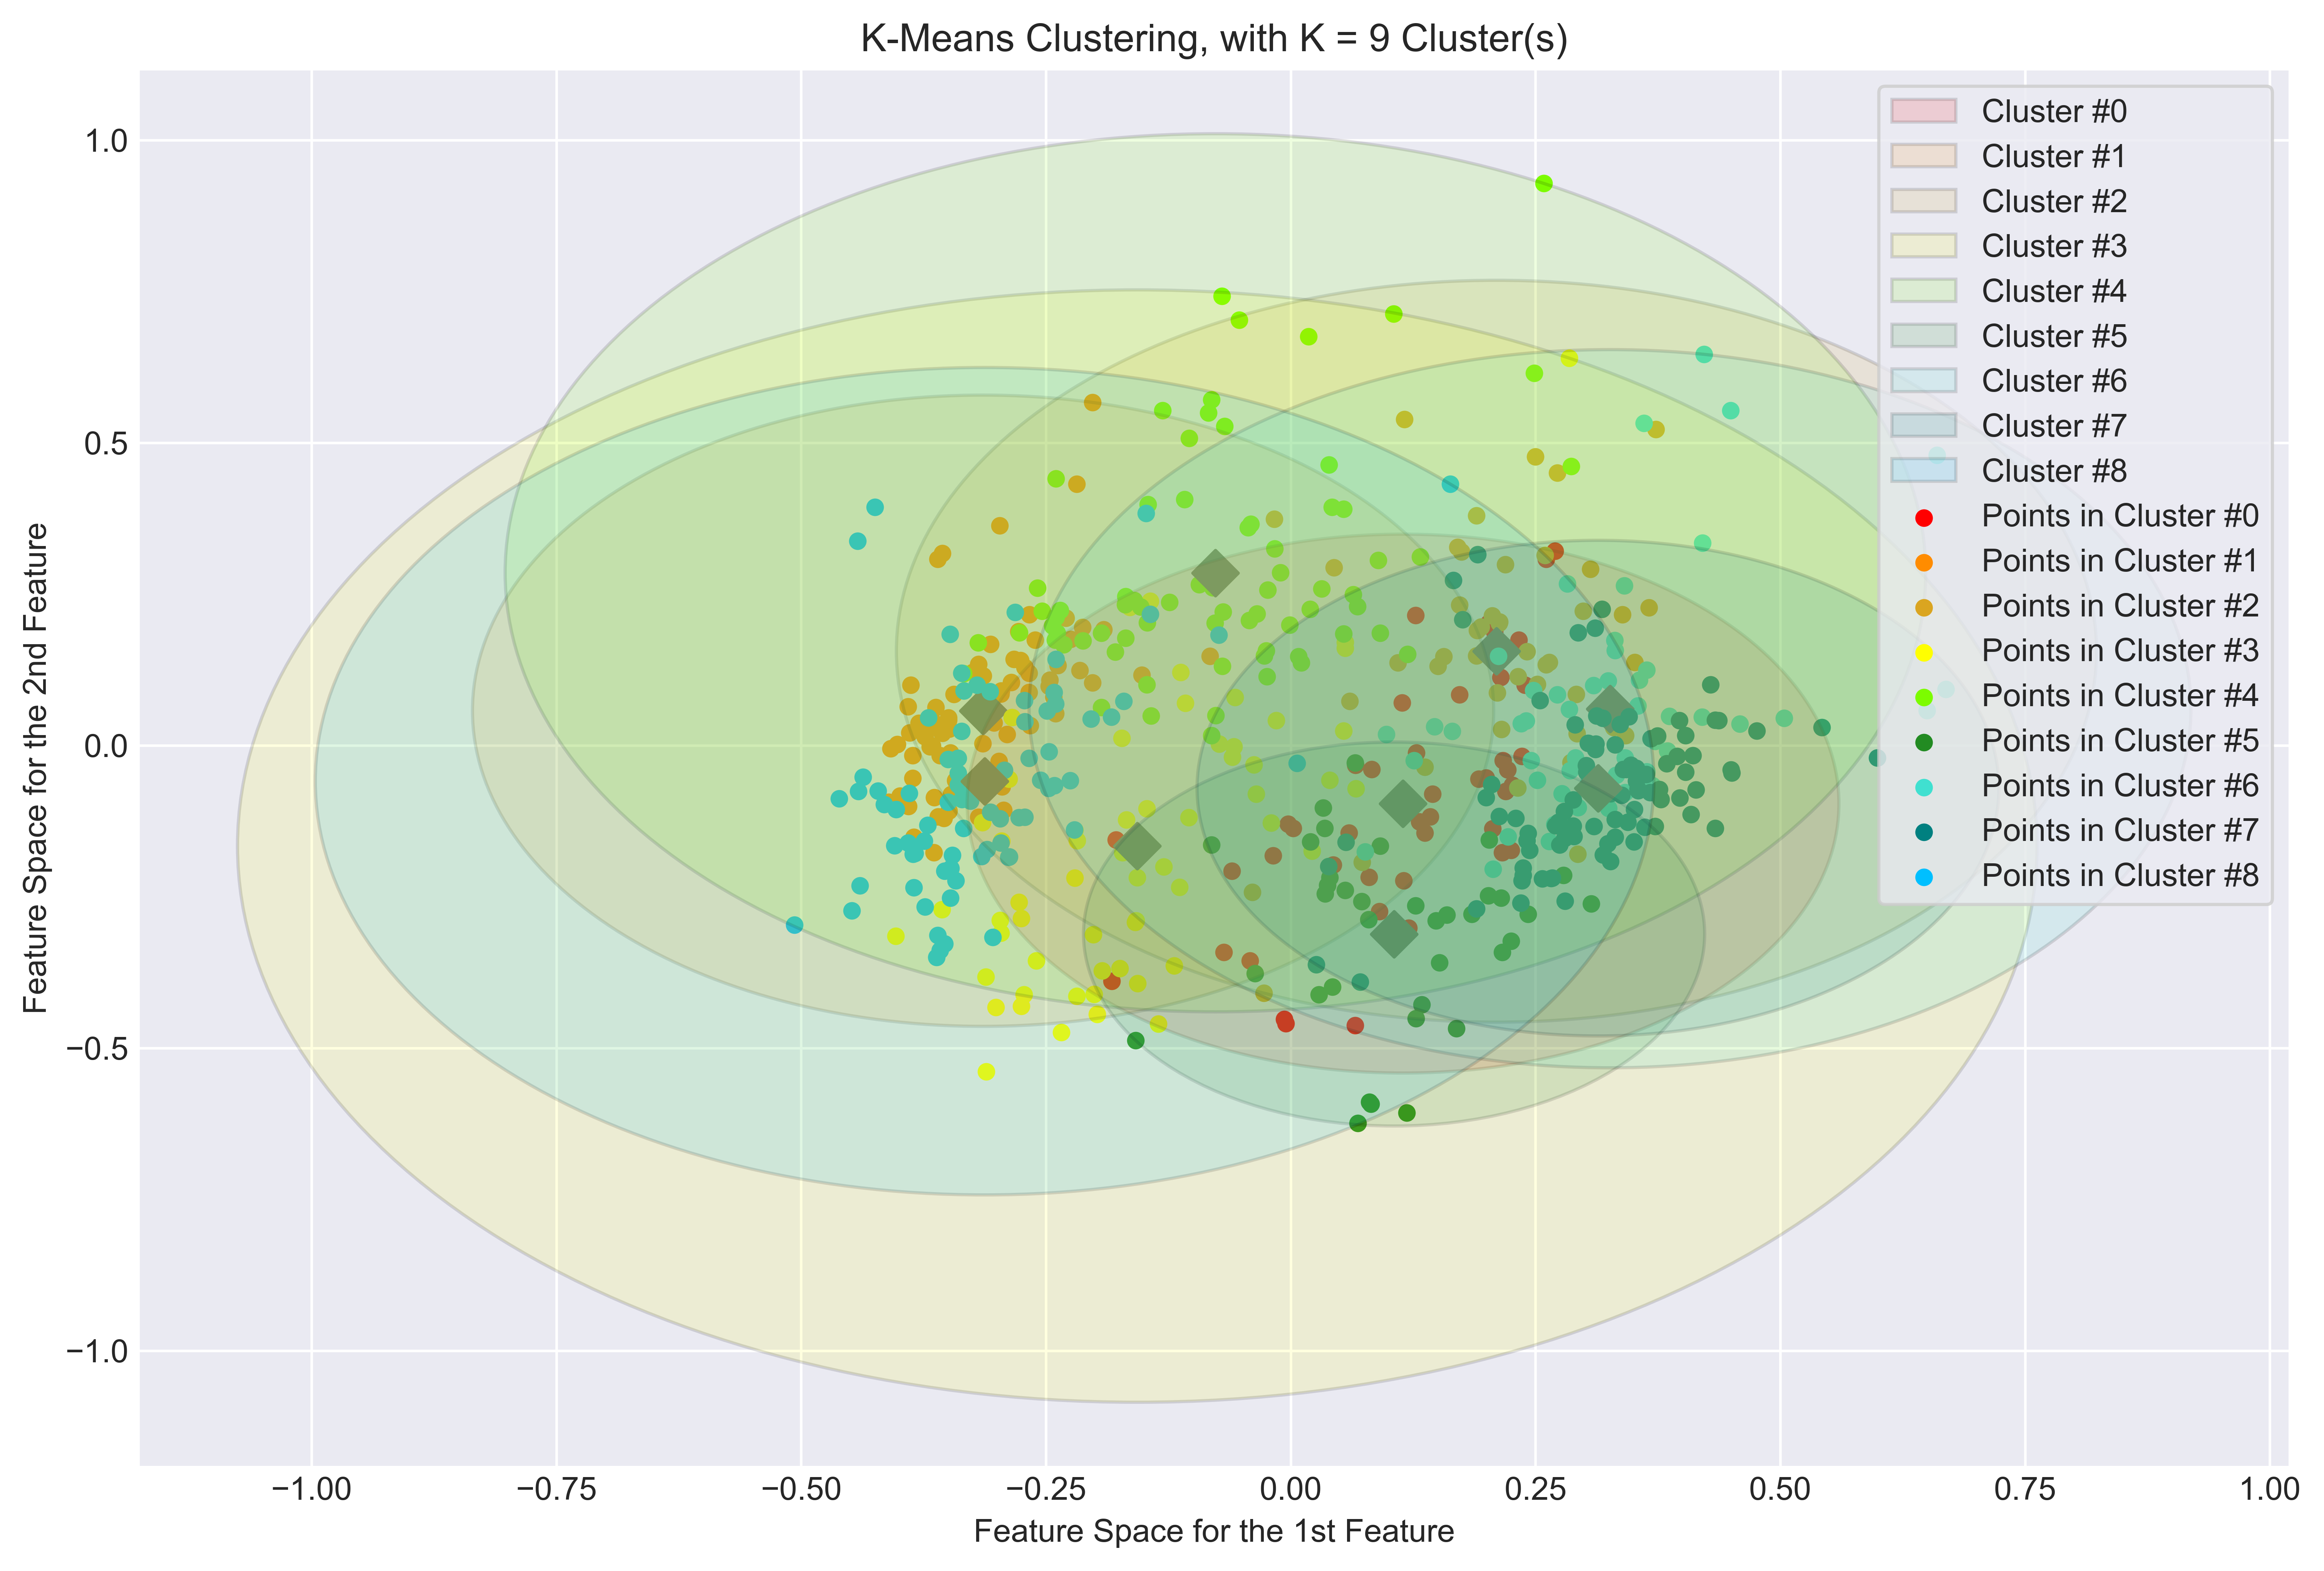 K-Means Clustering, with K = 9 Cluster(s)
1.0
0.5
0.0
−0.5
−1.0
Feature Space for the 2nd Feature
Cluster #0
Cluster #1
Cluster #2
Cluster #3
Cluster #4
Cluster #5
Cluster #6
Cluster #7
Cluster #8
Points in Cluster #0
Points in Cluster #1
Points in Cluster #2
Points in Cluster #3
Points in Cluster #4
Points in Cluster #5
Points in Cluster #6
Points in Cluster #7
Points in Cluster #8
−1.00 −0.75 −0.50 −0.25 0.00 0.25 0.50 0.75 1.00
Feature Space for the 1st Feature